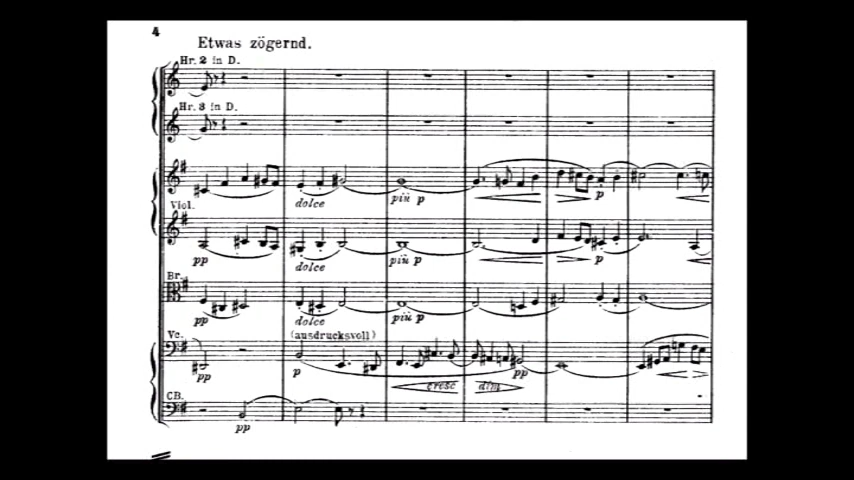 4
Etwas zögernd.
Hr. 2 in D.
Hr. 3 in D.
dolce
più p
p
Viol.
pp
dolce
più p
p
Br.
pp
dolce
più p
Vc.
(ausdrucksvoll)
pp
p
cresc
dim
pp
CB.
pp